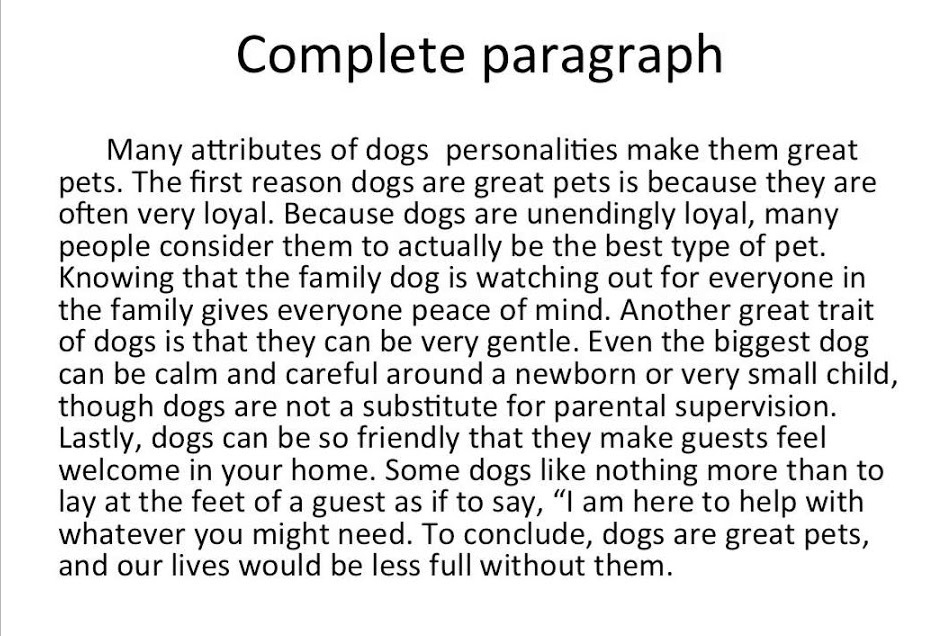 Complete paragraph
Many attributes of dogs  personalities make them great
pets. The first reason dogs are great pets is because they are
often very loyal. Because dogs are unendingly loyal, many
people consider them to actually be the best type of pet.
Knowing that the family dog is watching out for everyone in
the family gives everyone peace of mind. Another great trait
of dogs is that they can be very gentle. Even the biggest dog
can be calm and careful around a newborn or very small child,
though dogs are not a substitute for parental supervision.
Lastly, dogs can be so friendly that they make guests feel
welcome in your home. Some dogs like nothing more than to
lay at the feet of a guest as if to say, “I am here to help with
whatever you might need. To conclude, dogs are great pets,
and our lives would be less full without them.